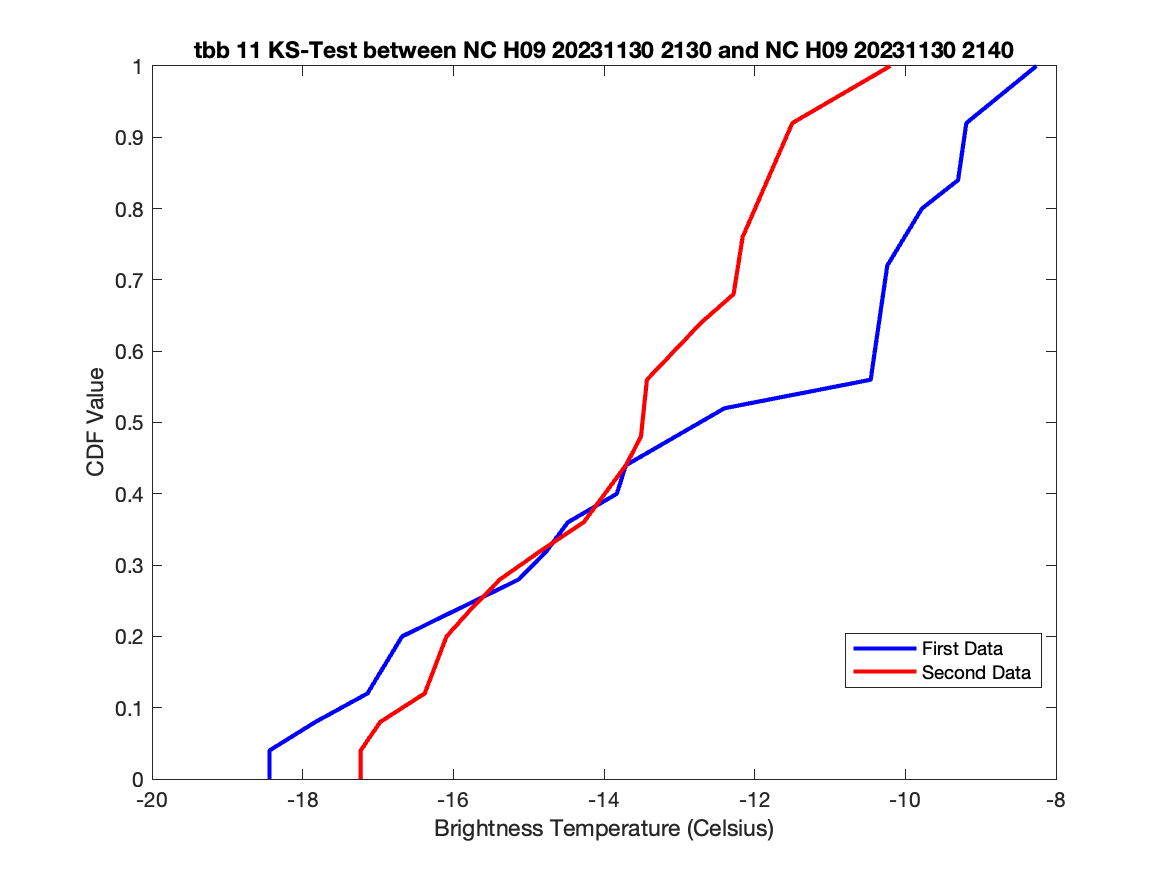 tbb 11 KS-Test between NC H09 20231130 2130 and NC H09 20231130 2140
1
0.9
0.8
0.7
0.6
0.5
0.4
0.3
0.2
0.1
0
CDF Value
First Data
Second Data
-20 -18 -16 -14 -12 -10 -8
Brightness Temperature (Celsius)